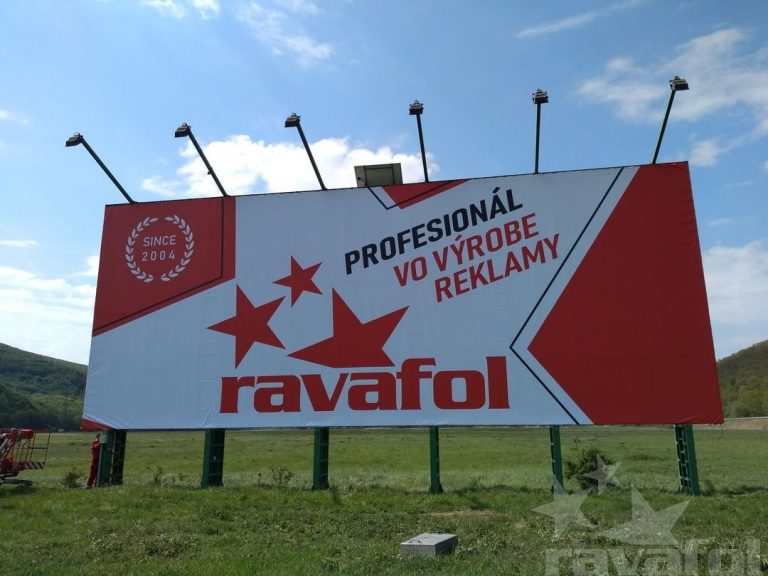 SINCE
2004
PROFESIONÁL
VO VÝROBE
REKLAMY
ravafol
ravafol